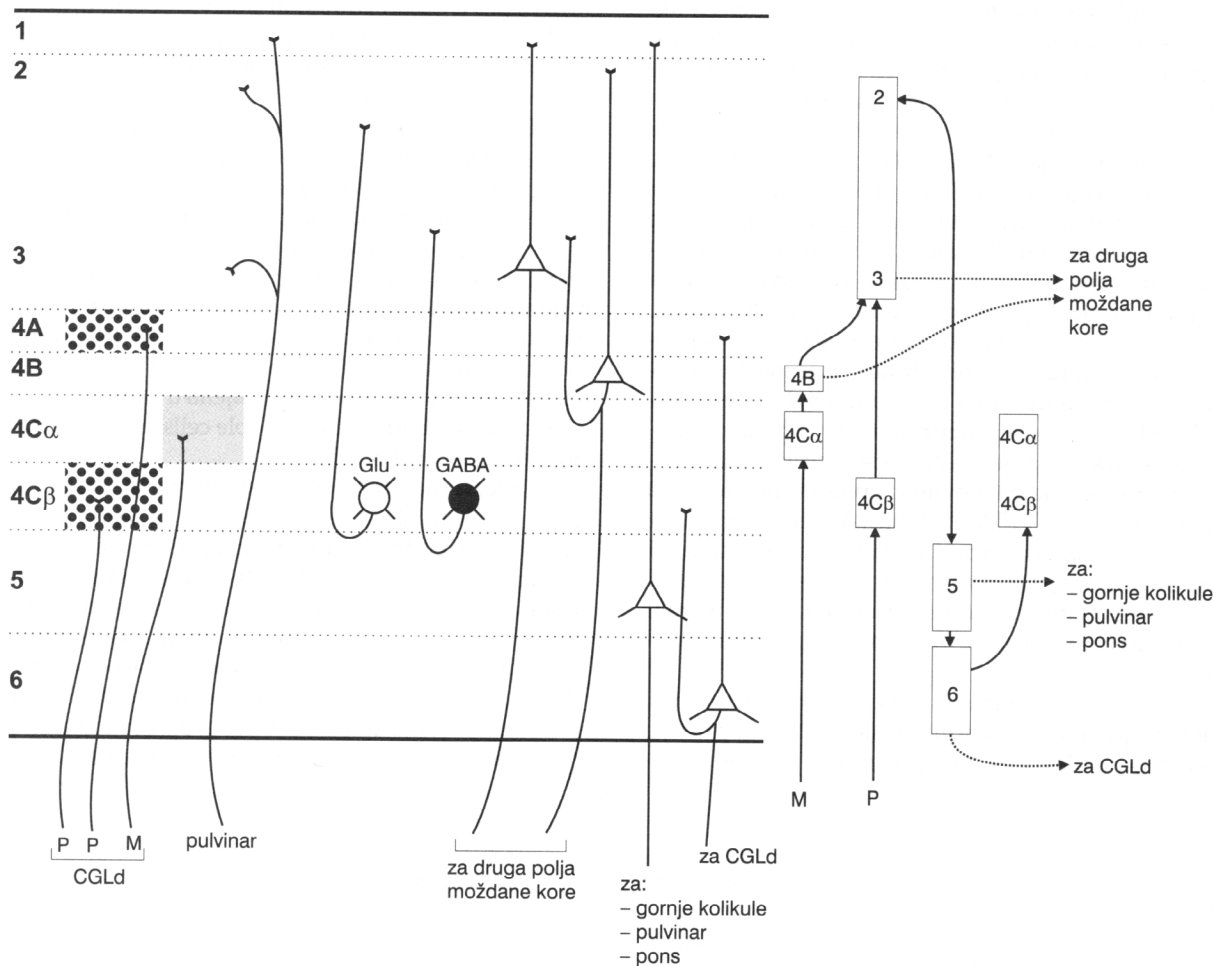 1
2
3
4A
4B
4Cα
4Cβ
5
6
Glu
GABA
P
P
M
CGLd
pulvinar
za druga polja
moždane kore
za:
– gornje kolikule
– pulvinar
– pons
za CGLd
2
3
za druga
polja
moždane
kore
4B
4Cα
4Cβ
4Cα
4Cβ
5
6
za:
– gornje kolikule
– pulvinar
– pons
za CGLd
M
P